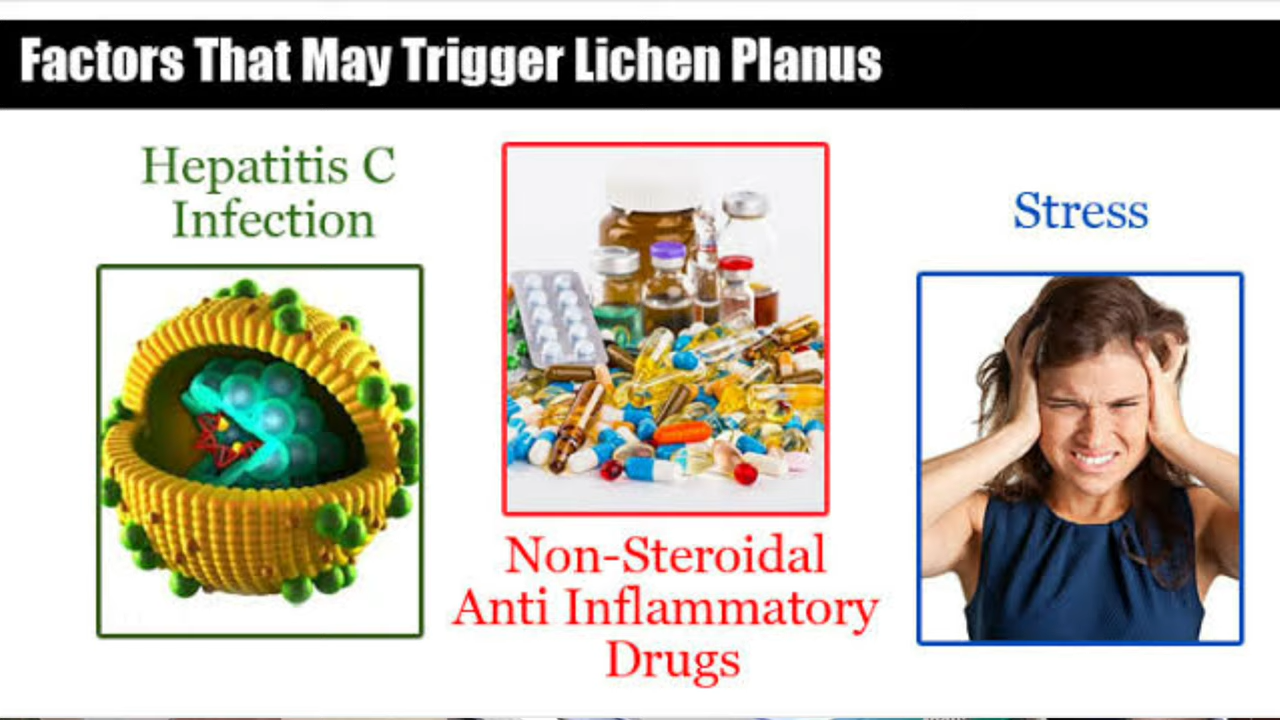 Factors That May Trigger Lichen Planus
Hepatitis C
Infection
Non-Steroidal
Anti Inflammatory
Drugs
Stress